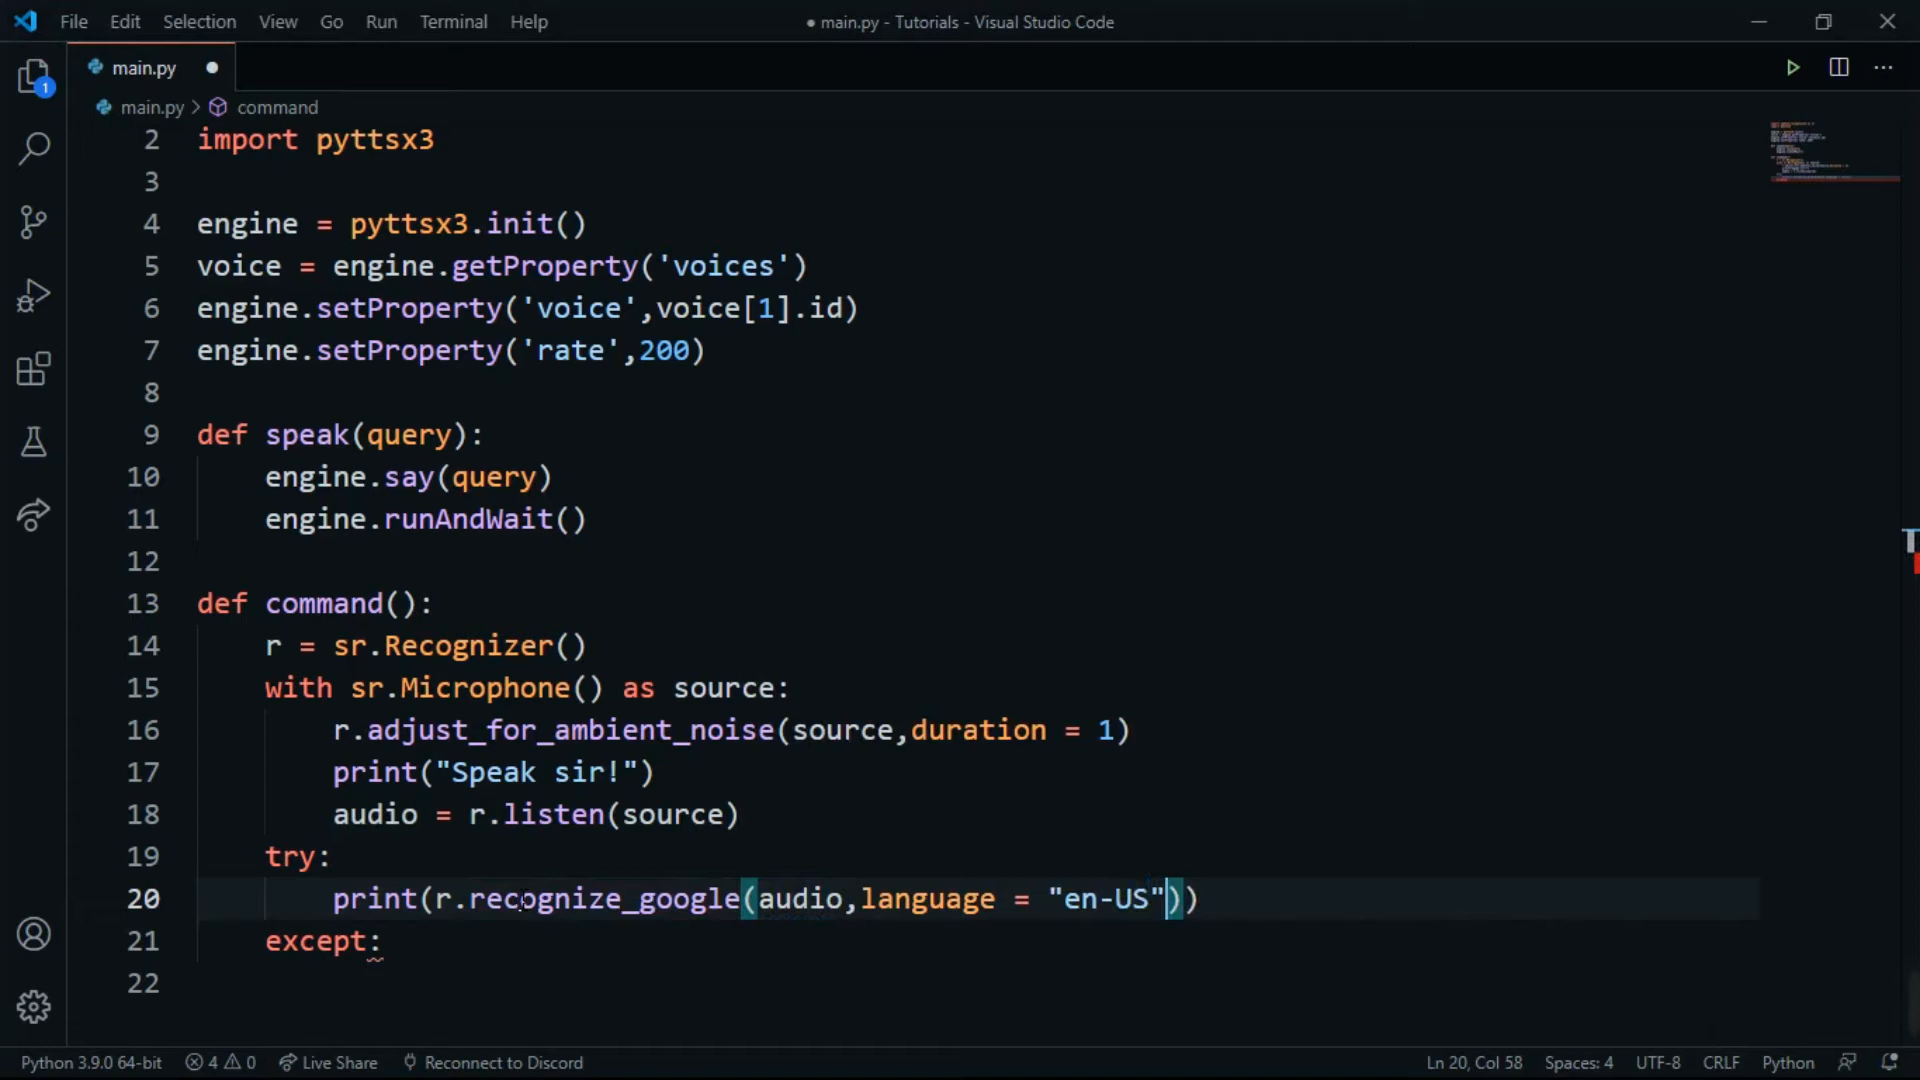 File Edit Selection View Go Run Terminal Help
● main.py - Tutorials - Visual Studio Code
main.py
1
main.py > command
2 import pyttsx3
3
4 engine = pyttsx3.init()
5 voice = engine.getProperty('voices')
6 engine.setProperty('voice',voice[1].id)
7 engine.setProperty('rate',200)
8
9 def speak(query):
10 engine.say(query)
11 engine.runAndWait()
12
13 def command():
14 r = sr.Recognizer()
15 with sr.Microphone() as source:
16 r.adjust_for_ambient_noise(source,duration = 1)
17 print("Speak sir!")
18 audio = r.listen(source)
19 try:
20 print(r.recognize_google(audio,language = "en-US"))
21 except:
22
Python 3.9.0 64-bit 4 0 Live Share Reconnect to Discord Ln 20, Col 58 Spaces: 4 UTF-8 CRLF Python